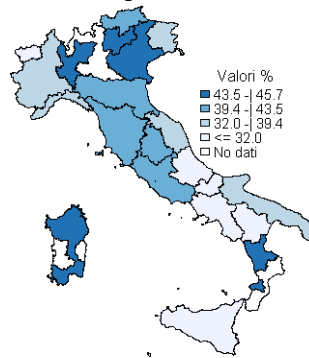 Valori %
43.5 -| 45.7
39.4 -| 43.5
32.0 -| 39.4
<= 32.0
No dati